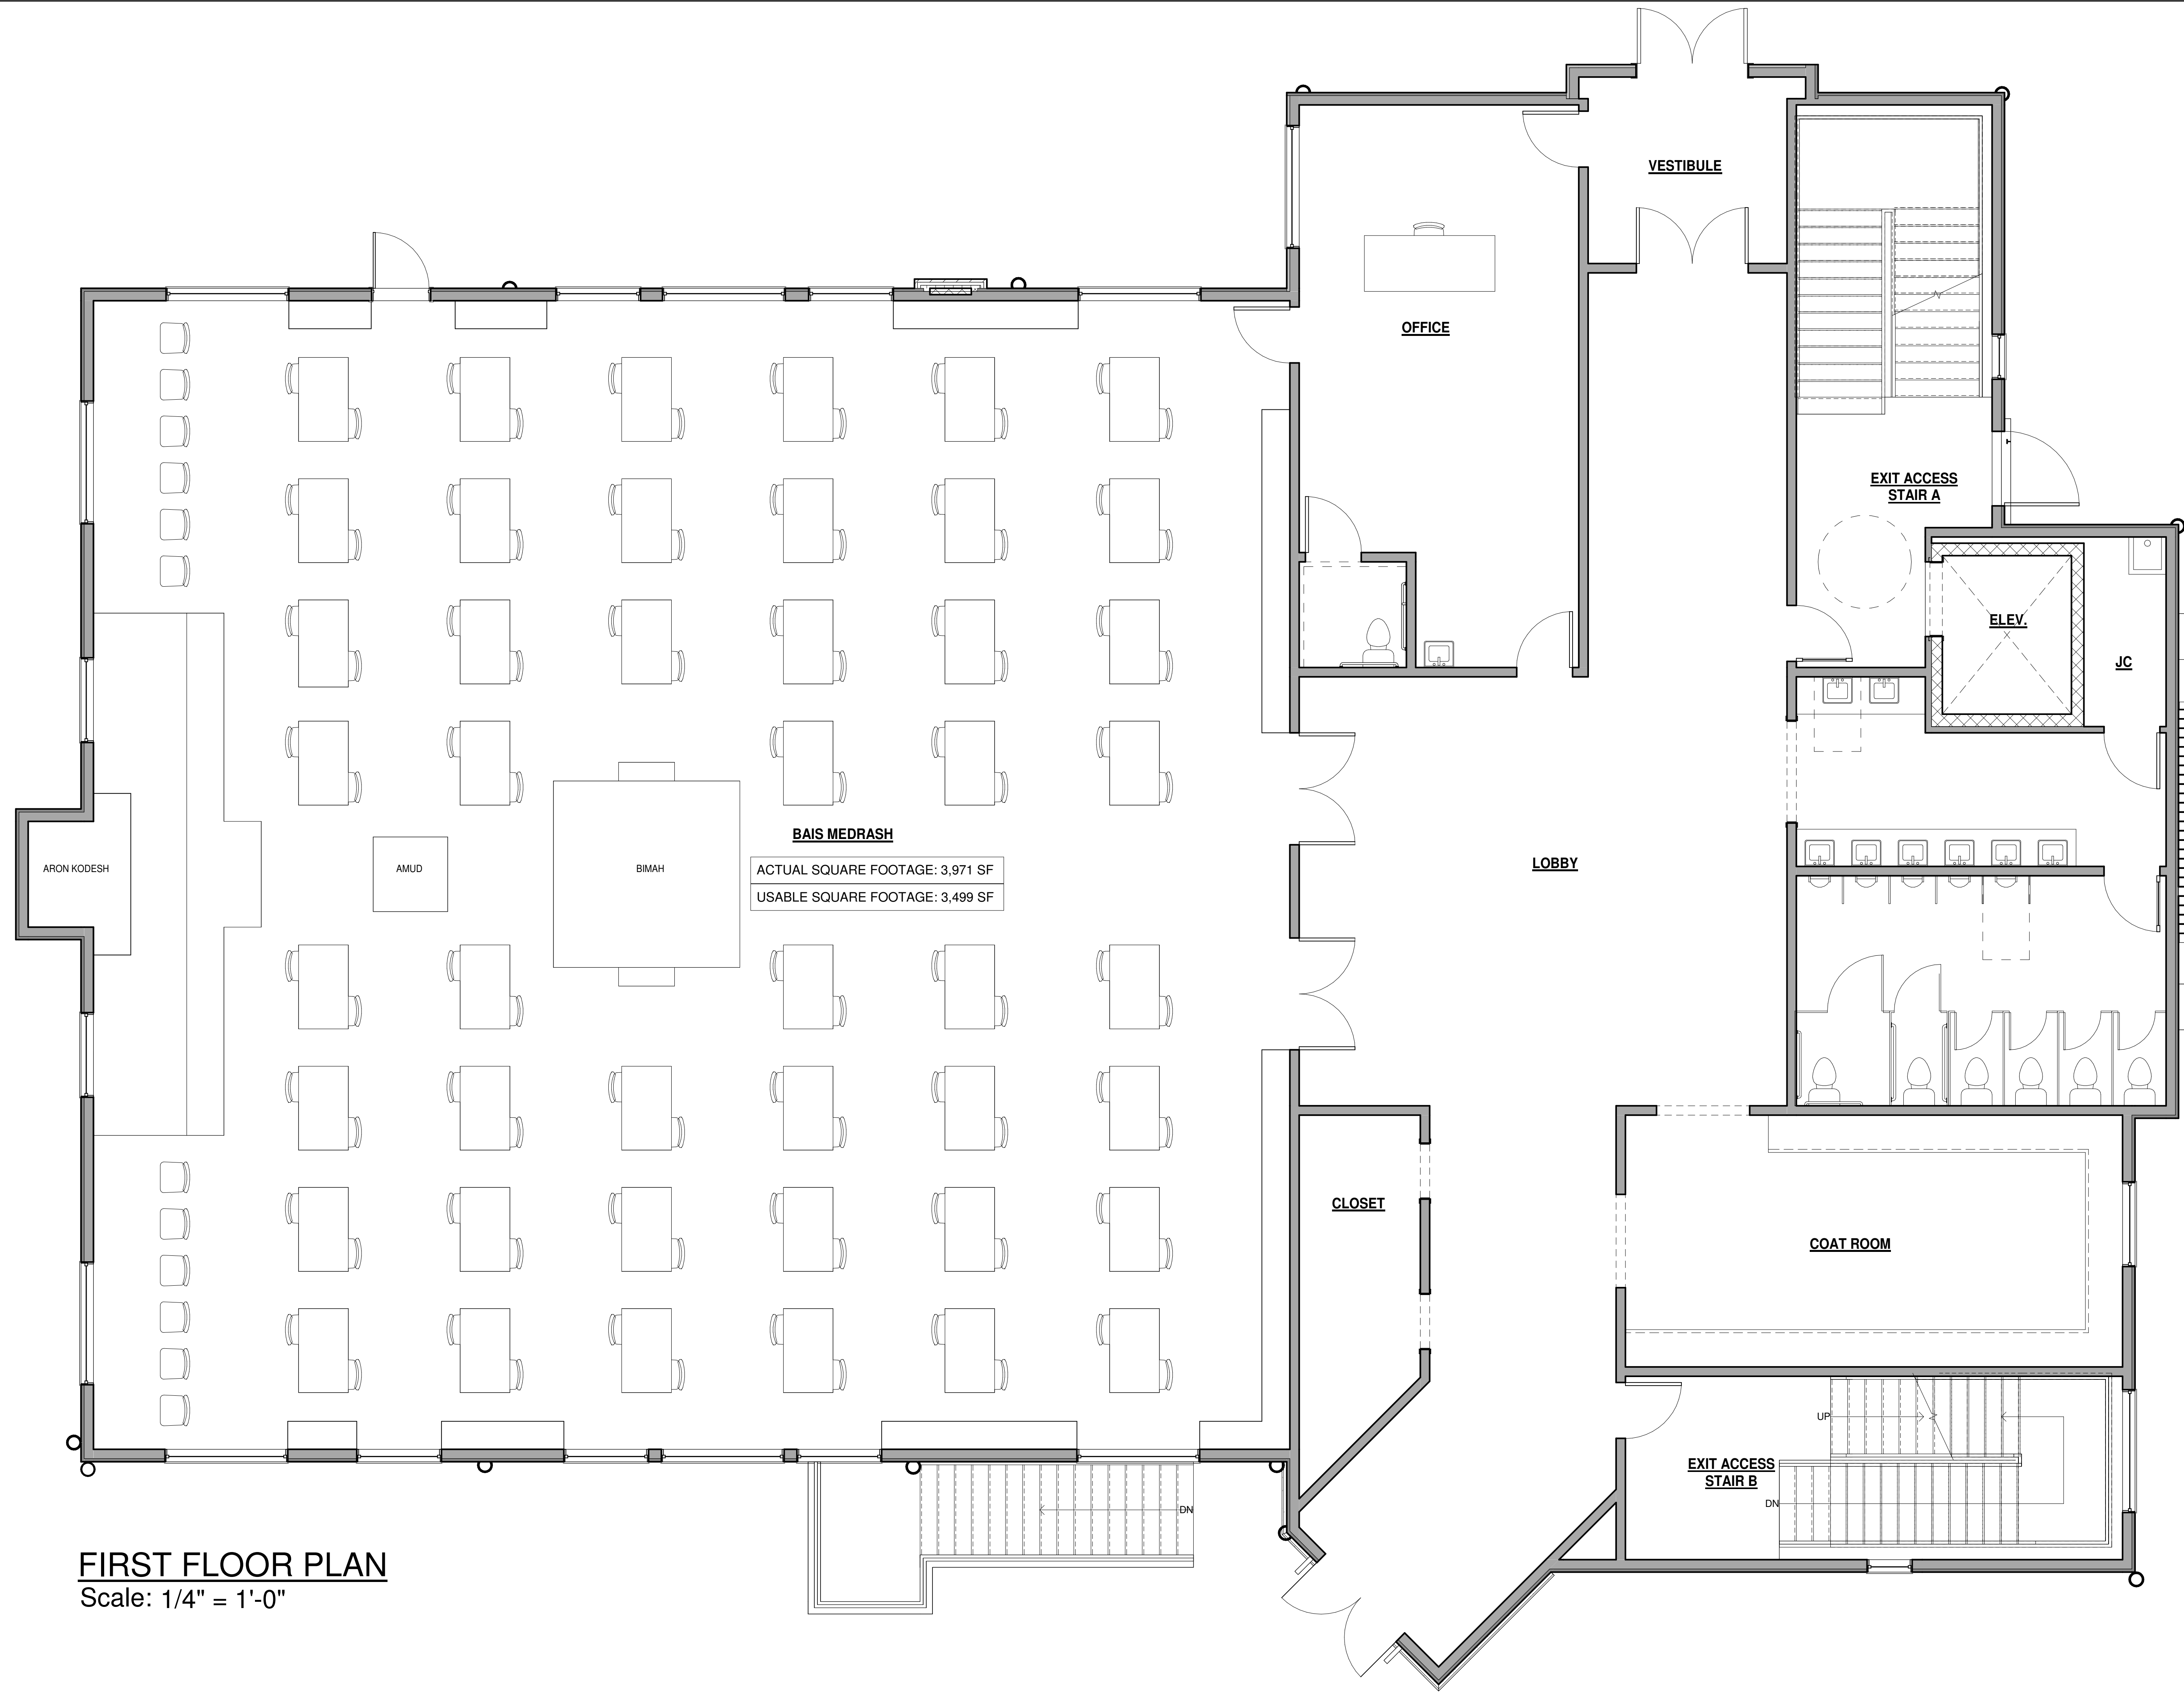 VESTIBULE
OFFICE
EXIT ACCESS
STAIR A
ELEV.
JC
BAIS MEDRASH
ARON KODESH
AMUD
BIMAH
ACTUAL SQUARE FOOTAGE: 3,971 SF
USABLE SQUARE FOOTAGE: 3,499 SF
LOBBY
CLOSET
COAT ROOM
UP
EXIT ACCESS
STAIR B
DN
DN
FIRST FLOOR PLAN
Scale: 1/4" = 1'-0"